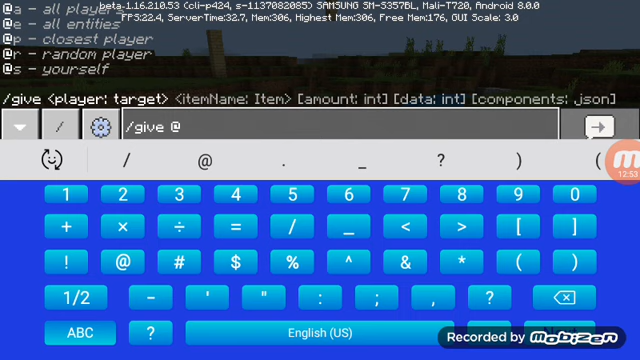 @a - all players
beta-1.16.210.53 (cli-p424, s-1137082085) SAMSUNG SM-S357BL, Mali-T720, Android 8.0.0
FPS:22.4, ServerTime:32.7, Mem:306, Highest Mem:306, Free Mem:176, GUI Scale: 3.0
@e - all entities
@p - closest player
@r - random player
@s - yourself
/give <player: target> <itemName: Item> [amount: int] [data: int] [components: json]
/ /give @
/ @ . _ ? ) (
12:53
1 2 3 4 5 6 7 8 9 0
+ × ÷ = / _ < > [ ]
! @ # $ % ^ & * ( )
1/2 - ' " : ; , ?
ABC ? English (US)
Recorded by mobizen